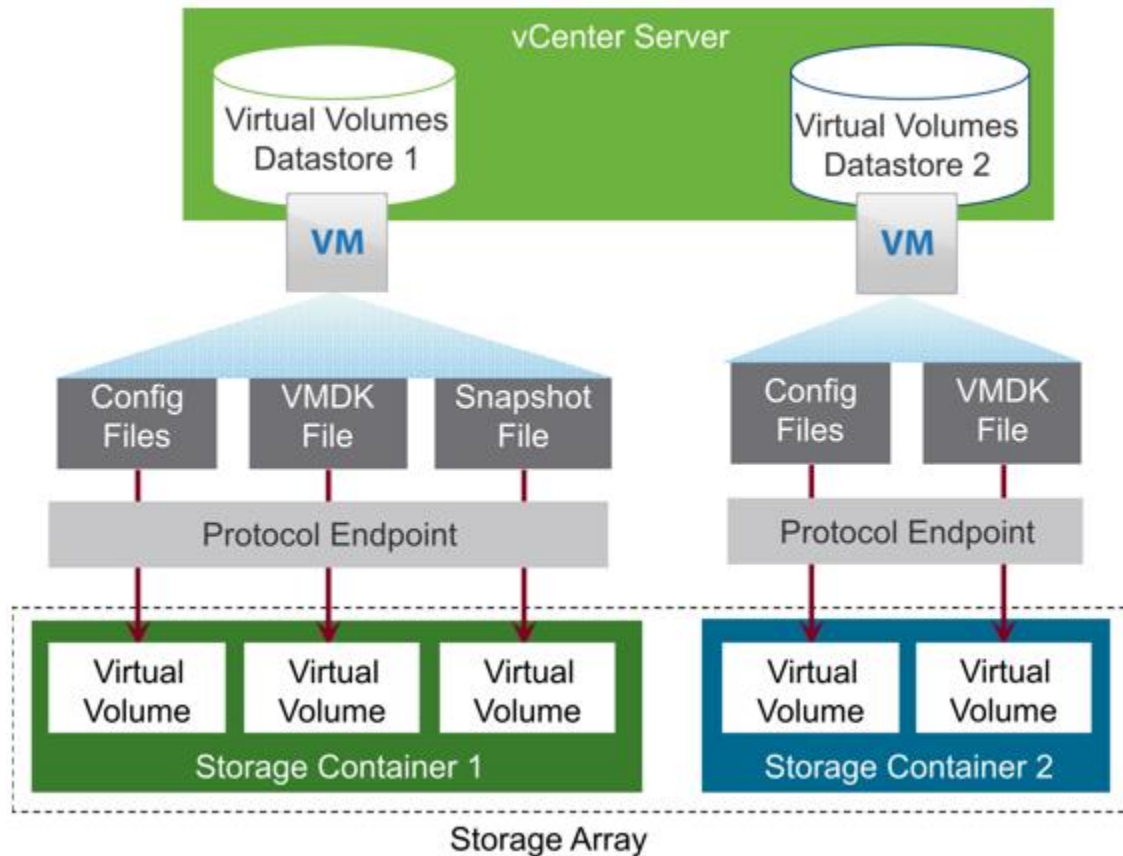 vCenter Server
Virtual Volumes
Datastore 1
Virtual Volumes
Datastore 2
VM
VM
Config
Files
VMDK
File
Snapshot
File
Config
Files
VMDK
File
Protocol Endpoint
Protocol Endpoint
Virtual
Volume
Virtual
Volume
Virtual
Volume
Virtual
Volume
Virtual
Volume
Storage Container 1
Storage Container 2
Storage Array